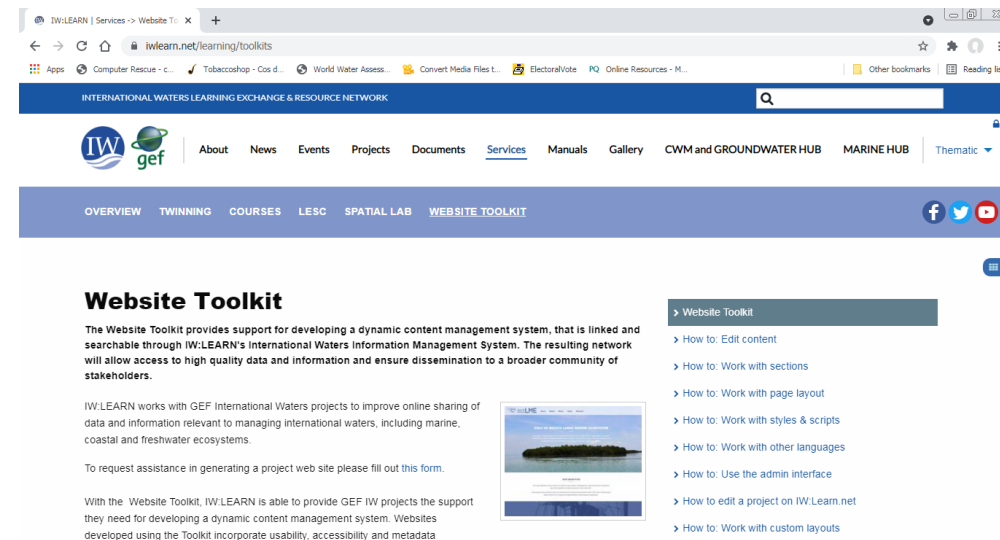 IW:LEARN | Services -> Website To
iwlearn.net/learning/toolkits
Apps
Computer Rescue - c...
Tobaccoshop - Cos d...
World Water Assess...
Convert Media Files t...
ElectoralVote
PQ Online Resources - M...
Other bookmarks
Reading lis
INTERNATIONAL WATERS LEARNING EXCHANGE & RESOURCE NETWORK
IW gef
About News Events Projects Documents Services Manuals Gallery CWM and GROUNDWATER HUB MARINE HUB Thematic
OVERVIEW TWINNING COURSES LESC SPATIAL LAB WEBSITE TOOLKIT
Website Toolkit
The Website Toolkit provides support for developing a dynamic content management system, that is linked and
searchable through IW:LEARN's International Waters Information Management System. The resulting network
will allow access to high quality data and information and ensure dissemination to a broader community of
stakeholders.
IW:LEARN works with GEF International Waters projects to improve online sharing of
data and information relevant to managing international waters, including marine,
coastal and freshwater ecosystems.
To request assistance in generating a project web site please fill out this form.
With the Website Toolkit, IW:LEARN is able to provide GEF IW projects the support
they need for developing a dynamic content management system. Websites
developed using the Toolkit incorporate usability, accessibility and metadata
Website Toolkit
How to: Edit content
How to: Work with sections
How to: Work with page layout
How to: Work with styles & scripts
How to: Work with other languages
How to: Use the admin interface
How to edit a project on IW:Learn.net
How to: Work with custom layouts